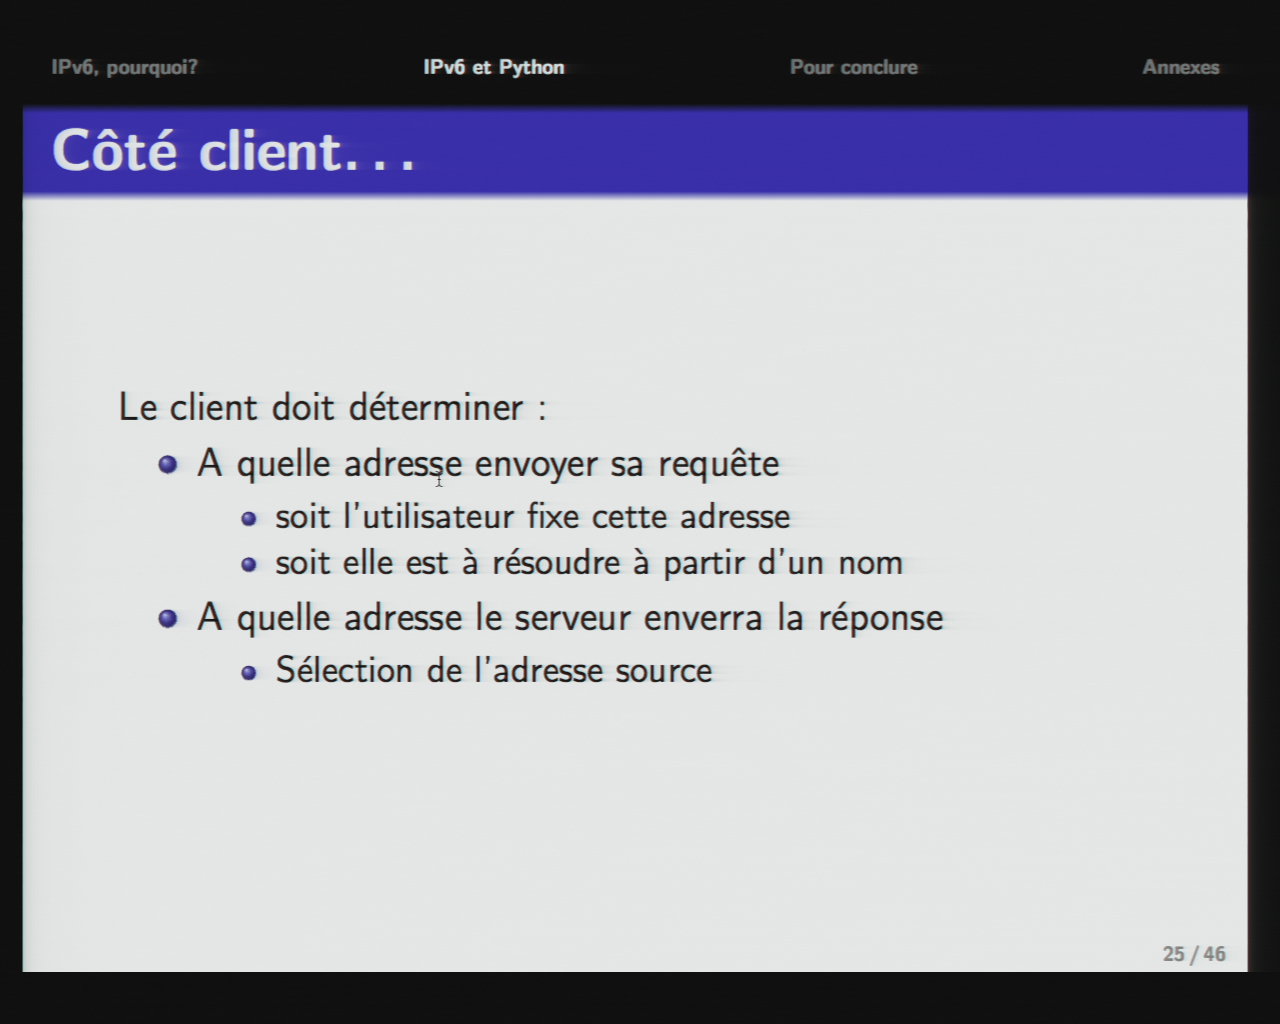 IPv6, pourquoi? IPv6 et Python Pour conclure Annexes
Côté client...
Le client doit déterminer :
A quelle adresse envoyer sa requête
soit l'utilisateur fixe cette adresse
soit elle est à résoudre à partir d'un nom
A quelle adresse le serveur enverra la réponse
Sélection de l'adresse source
25 / 46